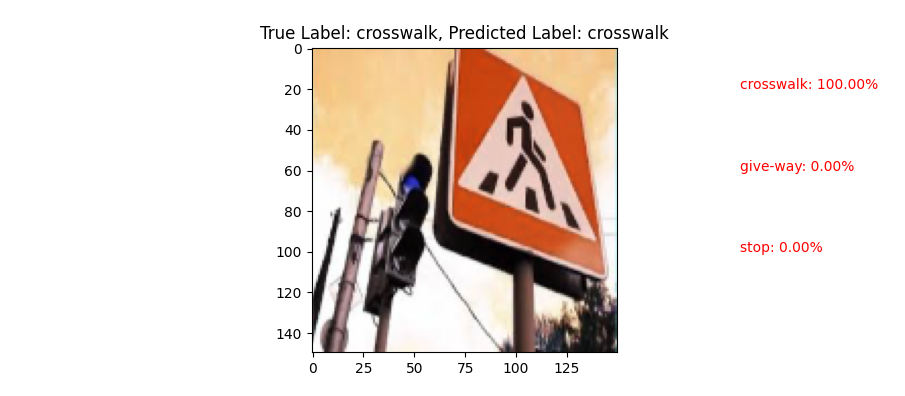 True Label: crosswalk, Predicted Label: crosswalk
0
20
40
60
80
100
120
140
0 25 50 75 100 125
crosswalk: 100.00%
give-way: 0.00%
stop: 0.00%